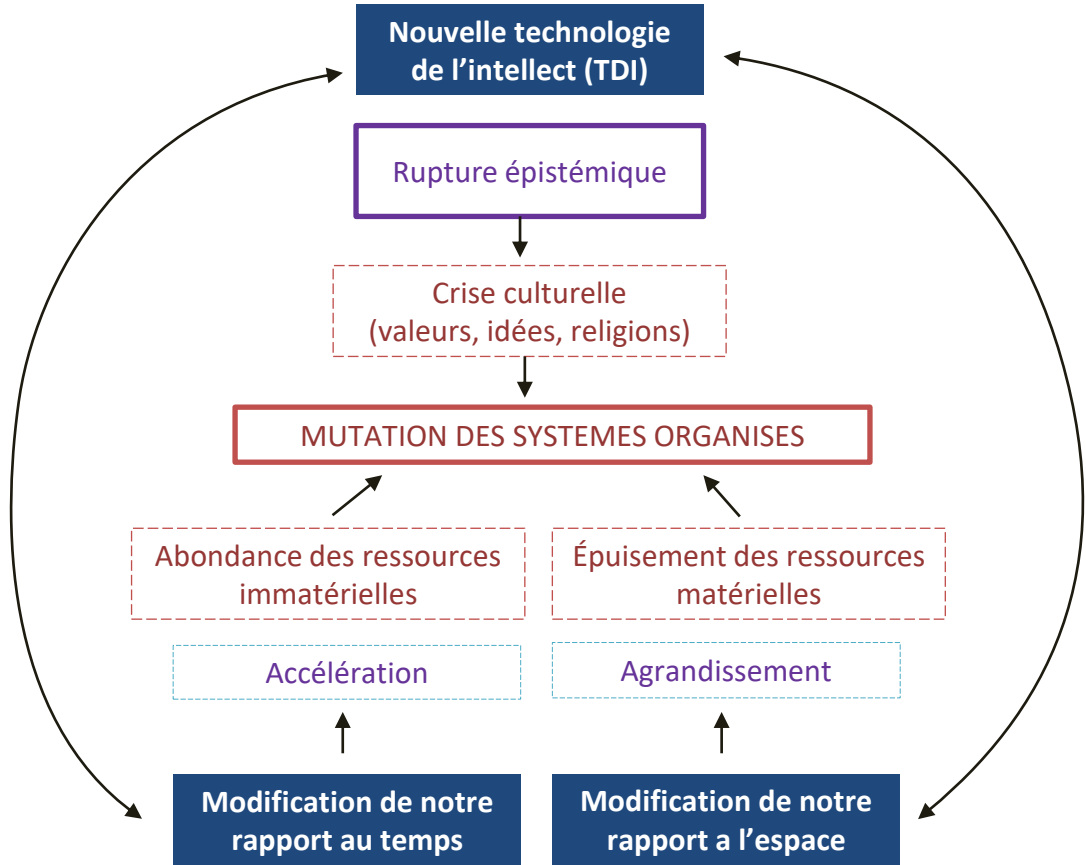 Nouvelle technologie
de l’intellect (TDI)
Rupture épistémique
Crise culturelle
(valeurs, idées, religions)
MUTATION DES SYSTEMES ORGANISES
Abondance des ressources
immatérielles
Épuisement des ressources
matérielles
Accélération
Agrandissement
Modification de notre
rapport au temps
Modification de notre
rapport a l’espace